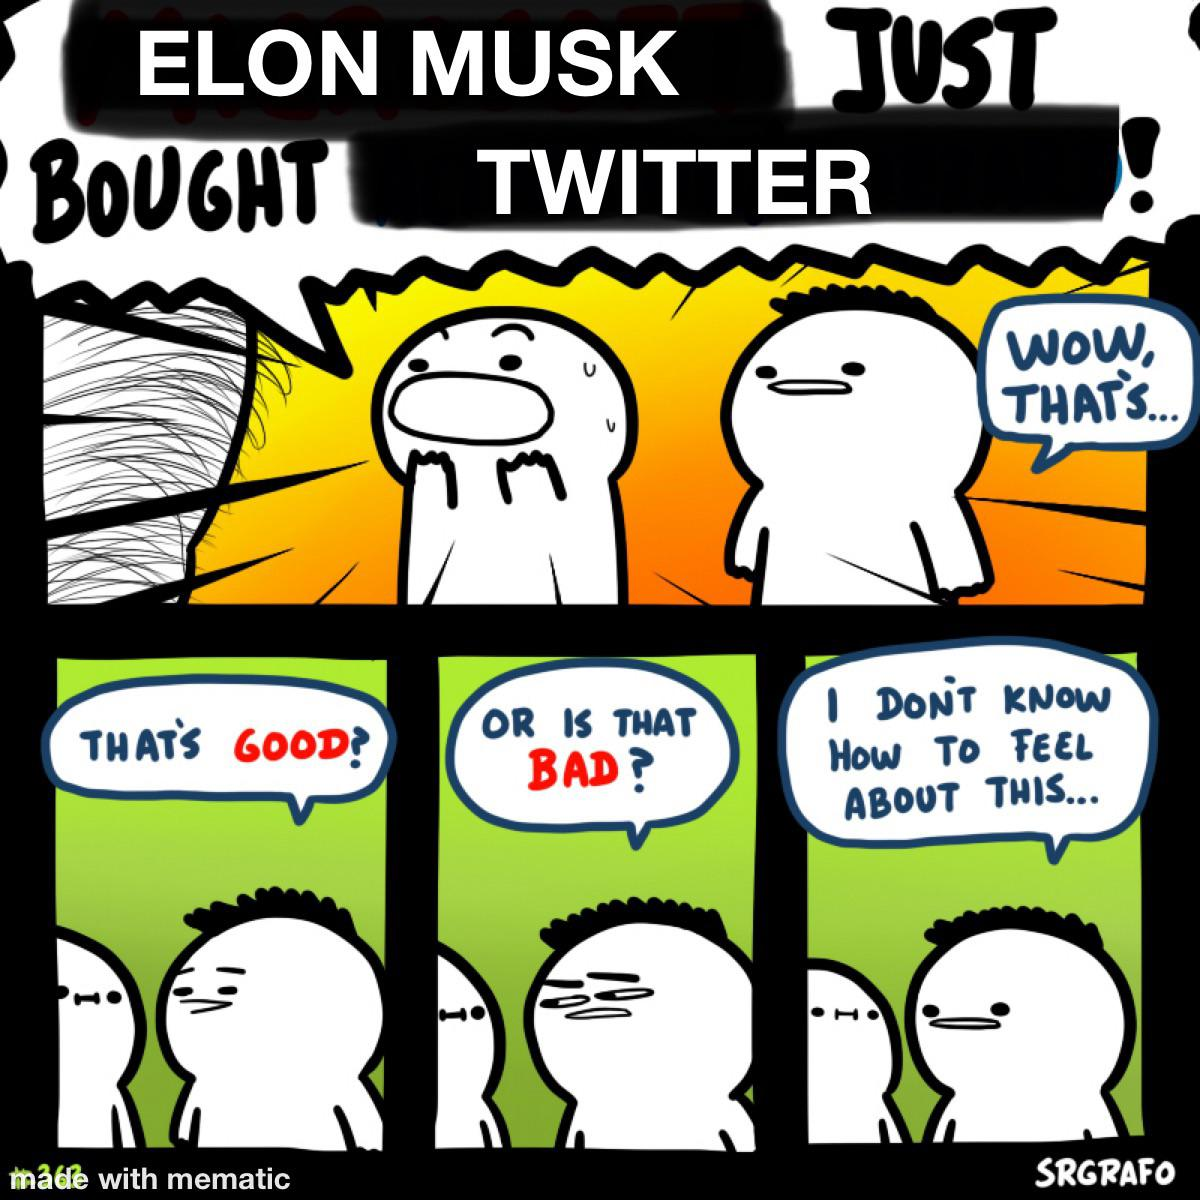 ELON MUSK JUST
BOUGHT TWITTER !
WOW,
THAT'S...
THAT'S GOOD?
OR IS THAT
BAD?
I DON'T KNOW
HOW TO FEEL
ABOUT THIS...
made with mematic
SRGRAFO